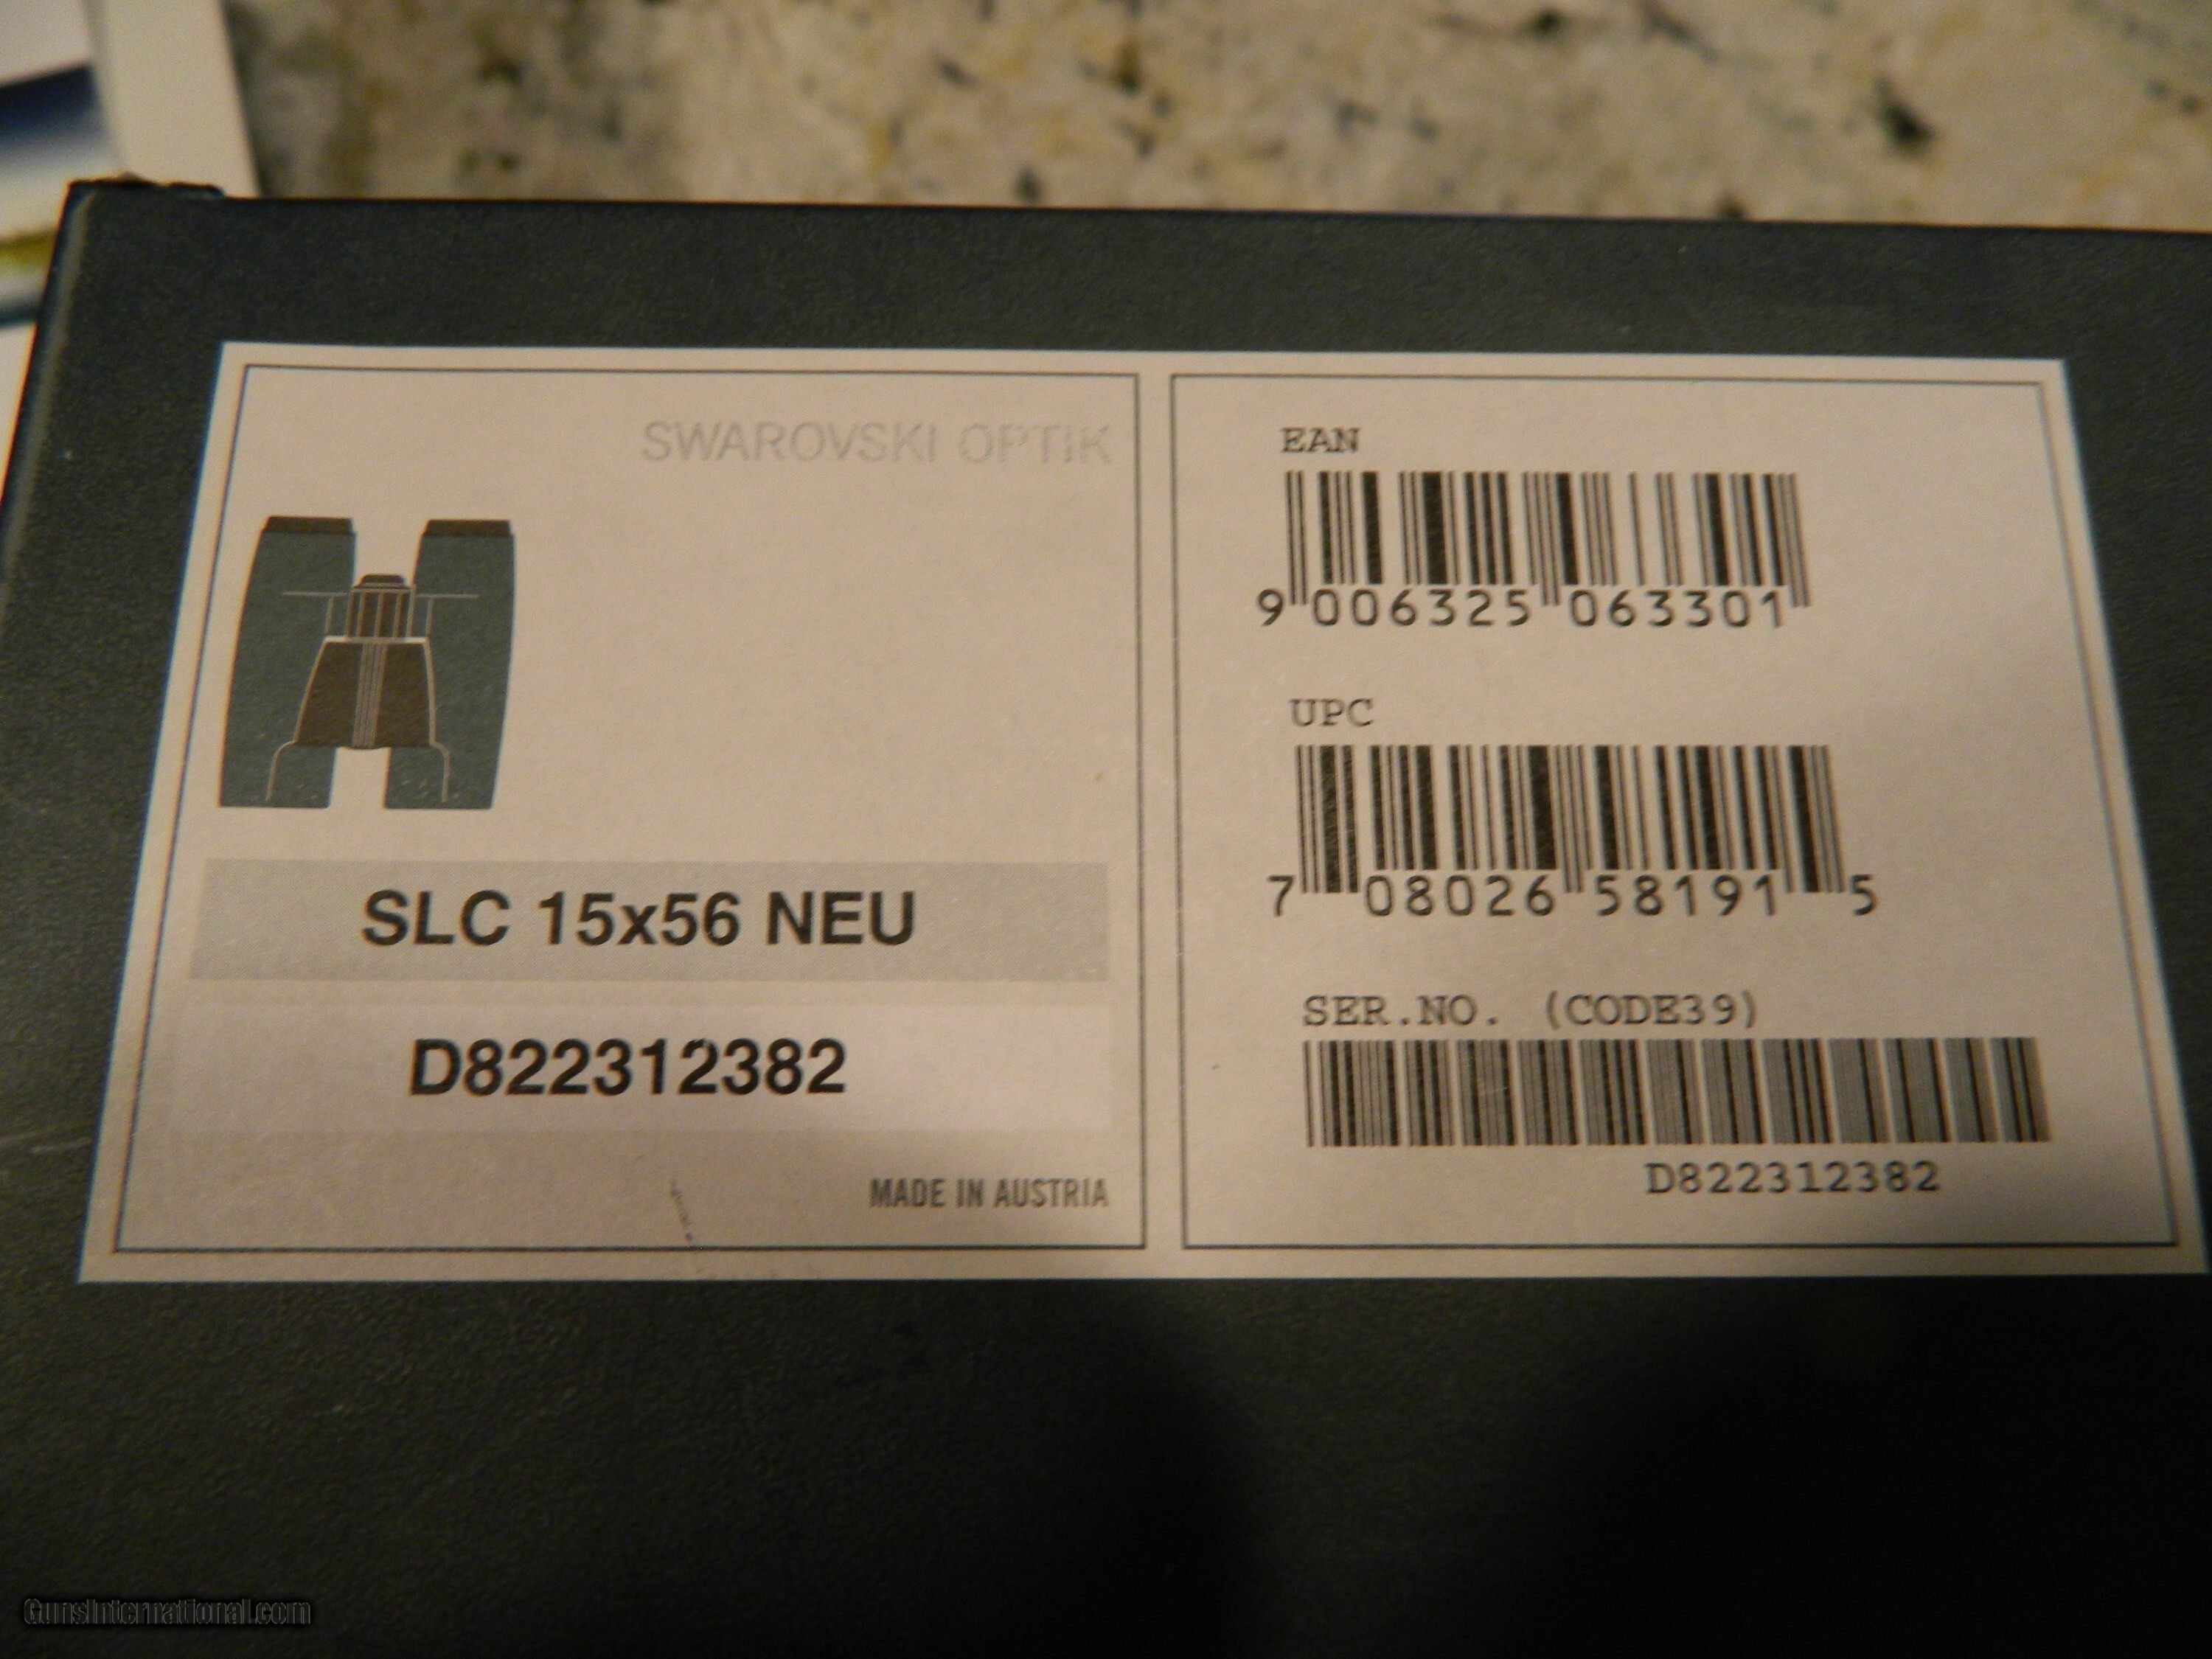 SWAROVSKI OPTIK
SLC 15x56 NEU
D822312382
MADE IN AUSTRIA
EAN
9 006325 063301
UPC
7 08026 58191 5
SER.NO. (CODE39)
D822312382
GunsInternational.com